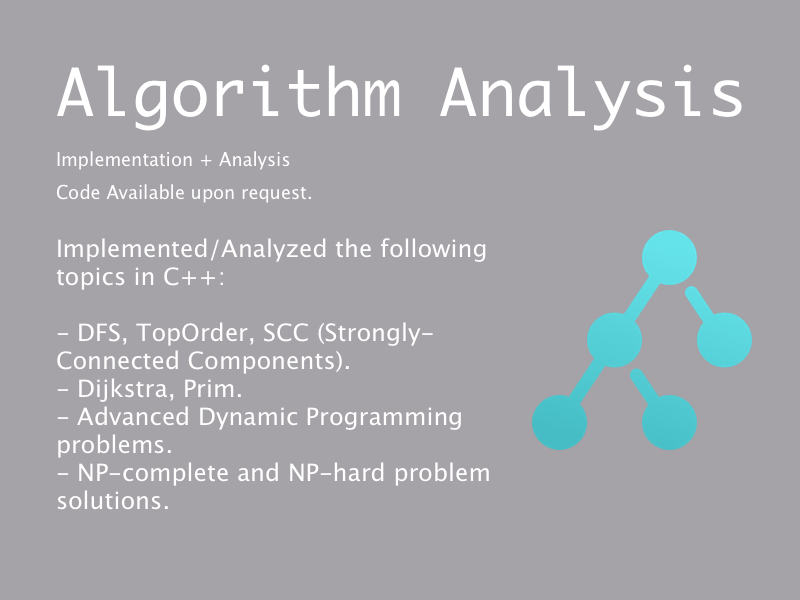 Algorithm Analysis
Implementation + Analysis
Code Available upon request.
Implemented/Analyzed the following
topics in C++:
- DFS, TopOrder, SCC (Strongly-
Connected Components).
- Dijkstra, Prim.
- Advanced Dynamic Programming
problems.
- NP-complete and NP-hard problem
solutions.